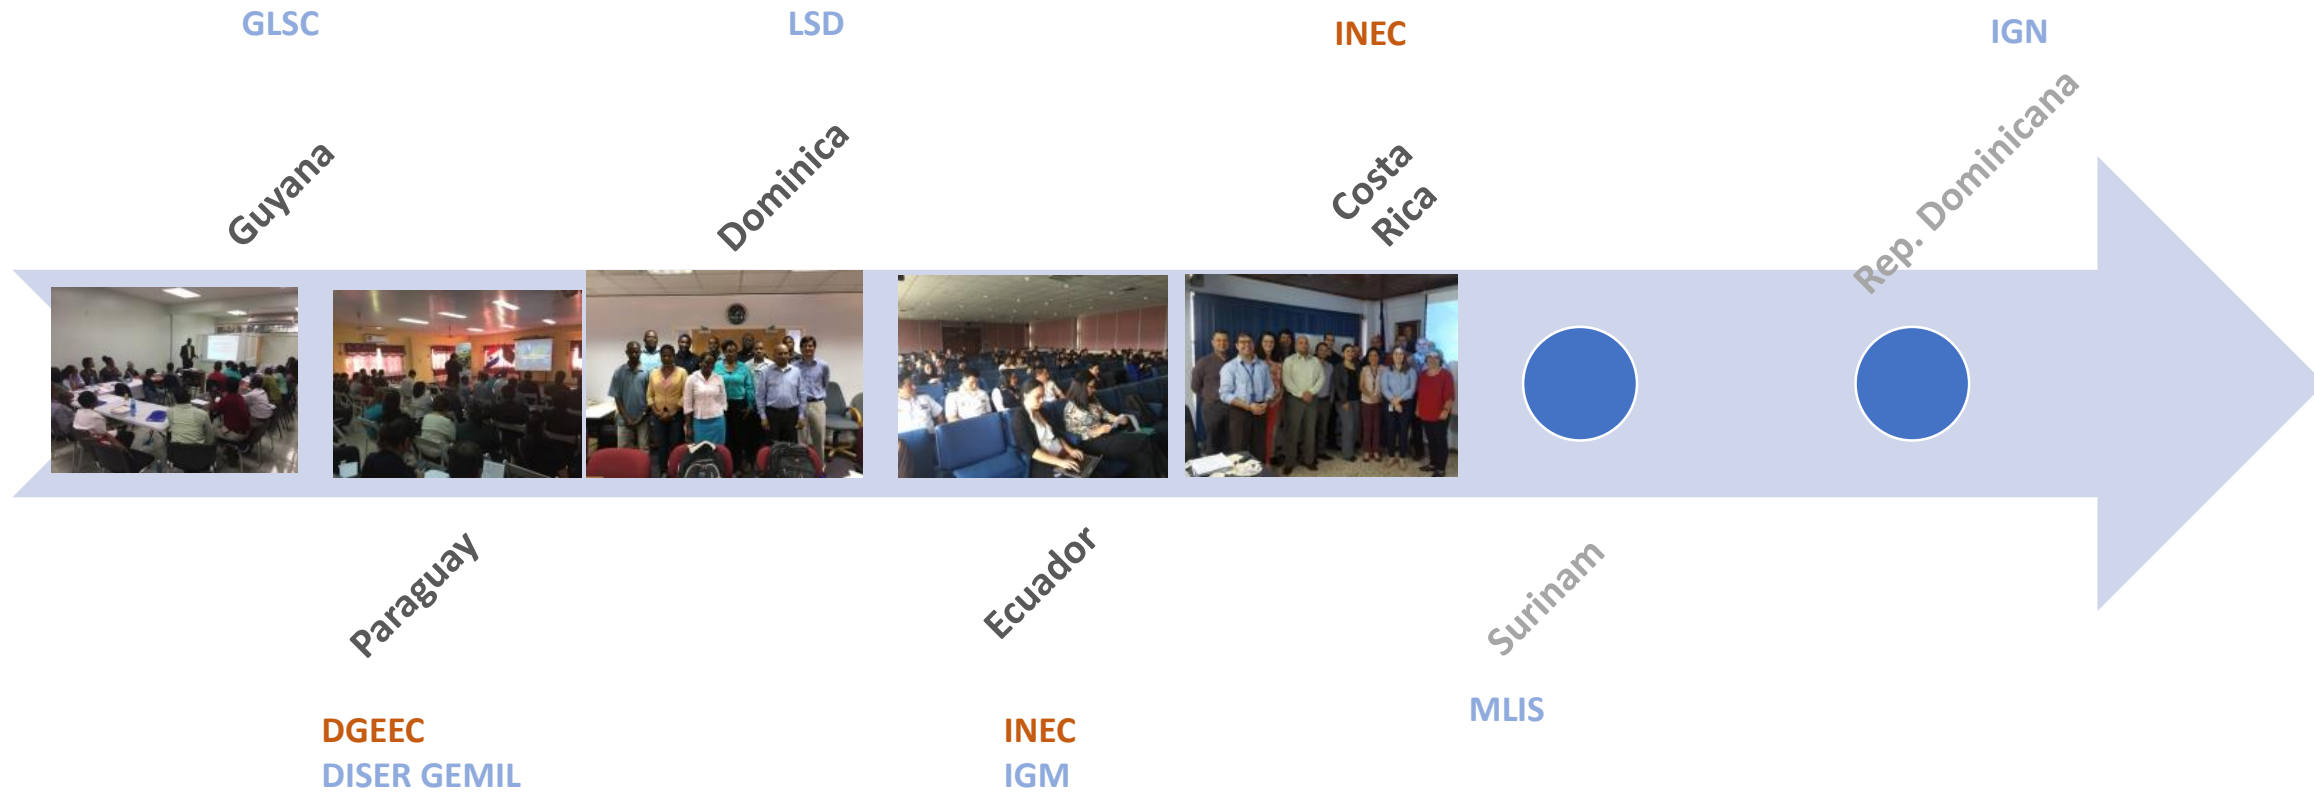 GLSC
LSD
INEC
IGN
Guyana
Dominica
Costa
Rica
Rep. Dominicana
Paraguay
Ecuador
Surinam
DGEEC
DISER GEMIL
INEC
IGM
MLIS